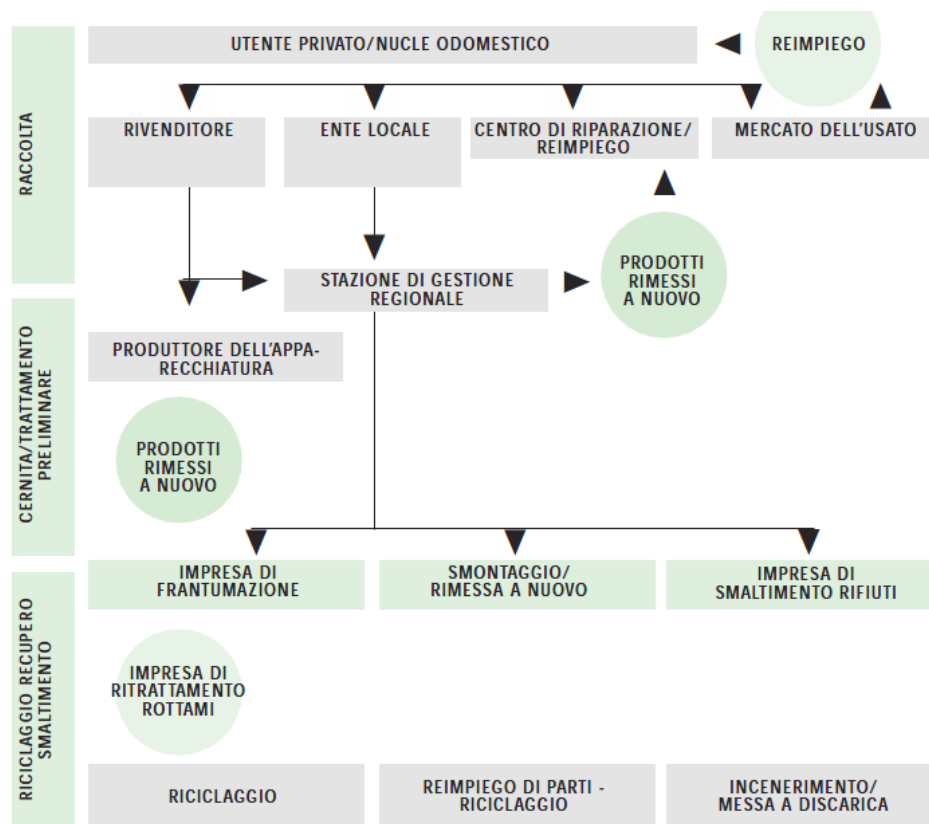 UTENTE PRIVATO/NUCLE ODOMESTICO
REIMPIEGO
RACCOLTA
RIVENDITORE
ENTE LOCALE
CENTRO DI RIPARAZIONE/
REIMPIEGO
MERCATO DELL'USATO
STAZIONE DI GESTIONE
REGIONALE
PRODOTTI
RIMESSI
A NUOVO
CERNITA/TRATTAMENTO
PRELIMINARE
PRODUTTORE DELL'APPA-
RECCHIATURA
PRODOTTI
RIMESSI
A NUOVO
RICICLAGGIO RECUPERO
SMALTIMENTO
IMPRESA DI
FRANTUMAZIONE
SMONTAGGIO/
RIMESSA A NUOVO
IMPRESA DI
SMALTIMENTO RIFIUTI
IMPRESA DI
RITRATTAMENTO
ROTTAMI
RICICLAGGIO
REIMPIEGO DI PARTI -
RICICLAGGIO
INCENERIMENTO/
MESSA A DISCARICA